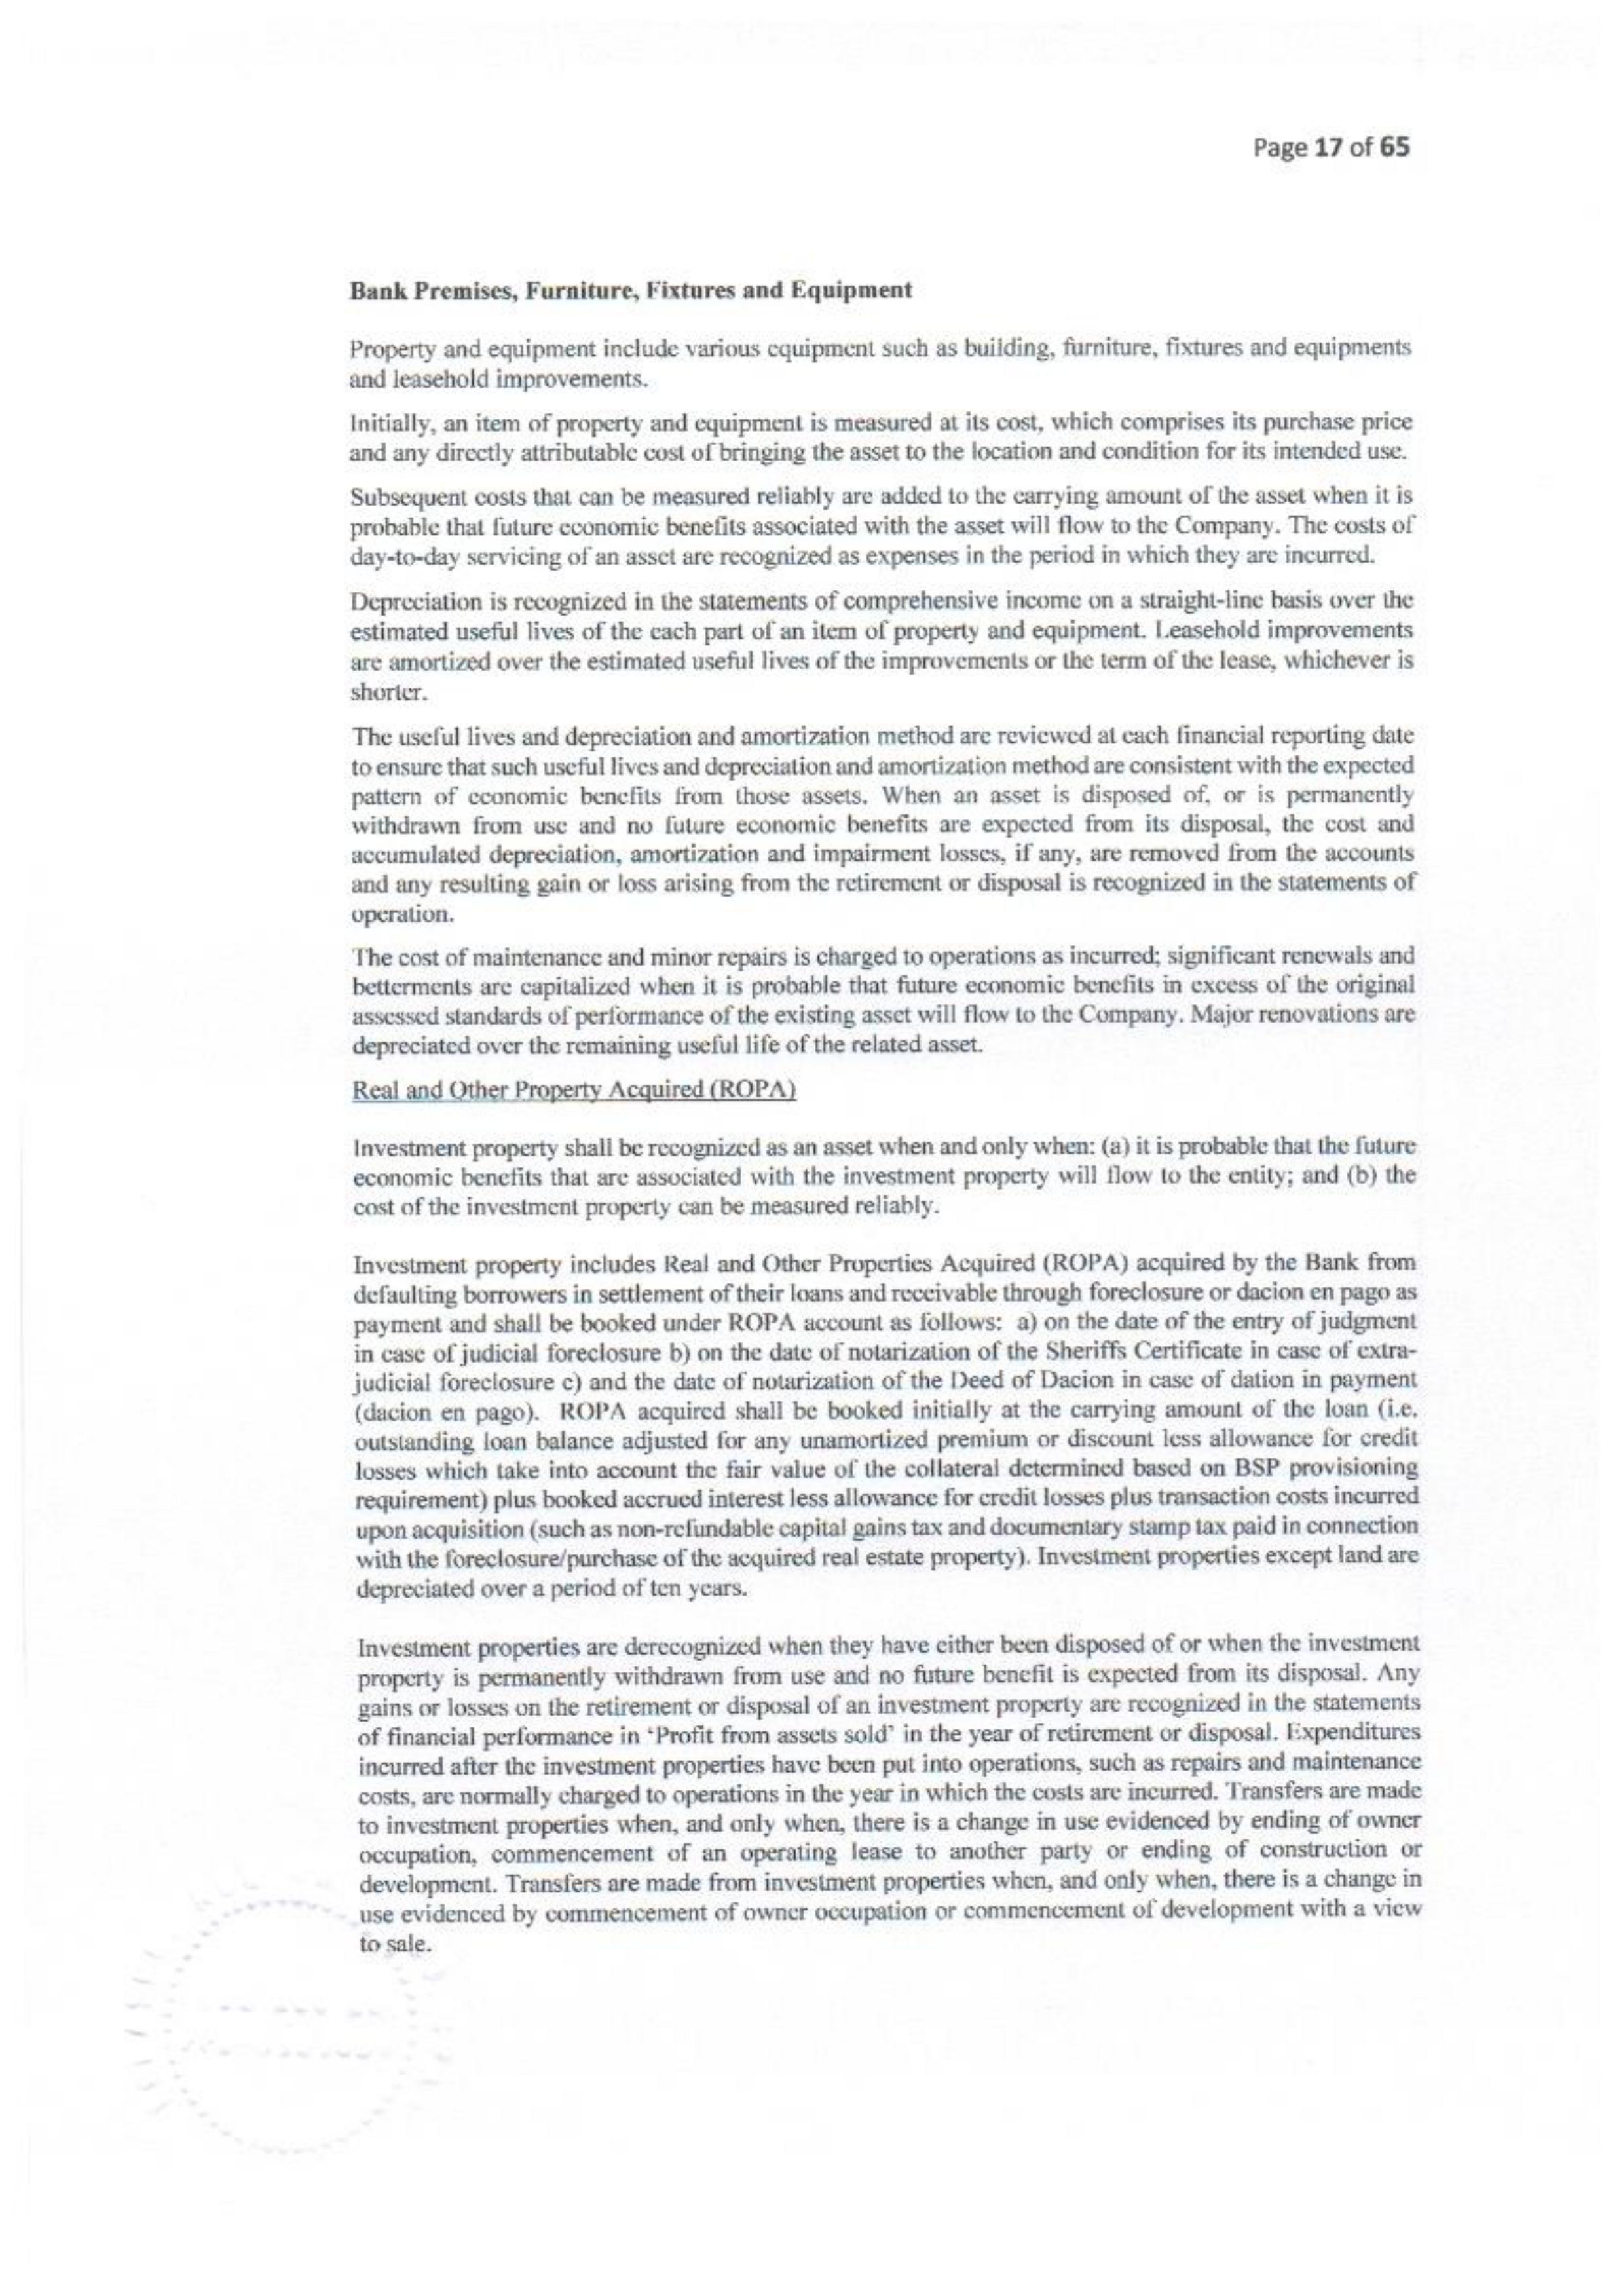 Page 17 of 65
Bank Premises, Furniture, Fixtures and Equipment
Property and equipment include various equipment such as building, furniture, fixtures and equipments
and leasehold improvements.
Initially, an item of property and equipment is measured at its cost, which comprises its purchase price
and any directly attributable cost of bringing the asset to the location and condition for its intended use.
Subsequent costs that can be measured reliably are added to the carrying amount of the asset when it is
probable that future economic benefits associated with the asset will flow to the Company. The costs of
day-to-day servicing of an asset are recognized as expenses in the period in which they are incurred.
Depreciation is recognized in the statements of comprehensive income on a straight-line basis over the
estimated useful lives of the each part of an item of property and equipment. Leasehold improvements
are amortized over the estimated useful lives of the improvements or the term of the lease, whichever is
shorter.
The useful lives and depreciation and amortization method are reviewed at each financial reporting date
to ensure that such useful lives and depreciation and amortization method are consistent with the expected
pattern of economic benefits from those assets. When an asset is disposed of, or is permanently
withdrawn from use and no future economic benefits are expected from its disposal, the cost and
accumulated depreciation, amortization and impairment losses, if any, are removed from the accounts
and any resulting gain or loss arising from the retirement or disposal is recognized in the statements of
operation.
The cost of maintenance and minor repairs is charged to operations as incurred; significant renewals and
betterments are capitalized when it is probable that future economic benefits in excess of the original
assessed standards of performance of the existing asset will flow to the Company. Major renovations are
depreciated over the remaining useful life of the related asset.
Real and Other Property Acquired (ROPA)
Investment property shall be recognized as an asset when and only when: (a) it is probable that the future
economic benefits that are associated with the investment property will flow to the entity; and (b) the
cost of the investment property can be measured reliably.
Investment property includes Real and Other Properties Acquired (ROPA) acquired by the Bank from
defaulting borrowers in settlement of their loans and receivable through foreclosure or dacion en pago as
payment and shall be booked under ROPA account as follows: a) on the date of the entry of judgment
in case of judicial foreclosure b) on the date of notarization of the Sheriffs Certificate in case of extra-
judicial foreclosure c) and the date of notarization of the Deed of Dacion in case of dation in payment
(dacion en pago). ROPA acquired shall be booked initially at the carrying amount of the loan (i.e.
outstanding loan balance adjusted for any unamortized premium or discount less allowance for credit
losses which take into account the fair value of the collateral determined based on BSP provisioning
requirement) plus booked accrued interest less allowance for credit losses plus transaction costs incurred
upon acquisition (such as non-refundable capital gains tax and documentary stamp tax paid in connection
with the foreclosure/purchase of the acquired real estate property). Investment properties except land are
depreciated over a period of ten years.
Investment properties are derecognized when they have either been disposed of or when the investment
property is permanently withdrawn from use and no future benefit is expected from its disposal. Any
gains or losses on the retirement or disposal of an investment property are recognized in the statements
of financial performance in ‘Profit from assets sold’ in the year of retirement or disposal. Expenditures
incurred after the investment properties have been put into operations, such as repairs and maintenance
costs, are normally charged to operations in the year in which the costs are incurred. Transfers are made
to investment properties when, and only when, there is a change in use evidenced by ending of owner
occupation, commencement of an operating lease to another party or ending of construction or
development. Transfers are made from investment properties when, and only when, there is a change in
use evidenced by commencement of owner occupation or commencement of development with a view
to sale.